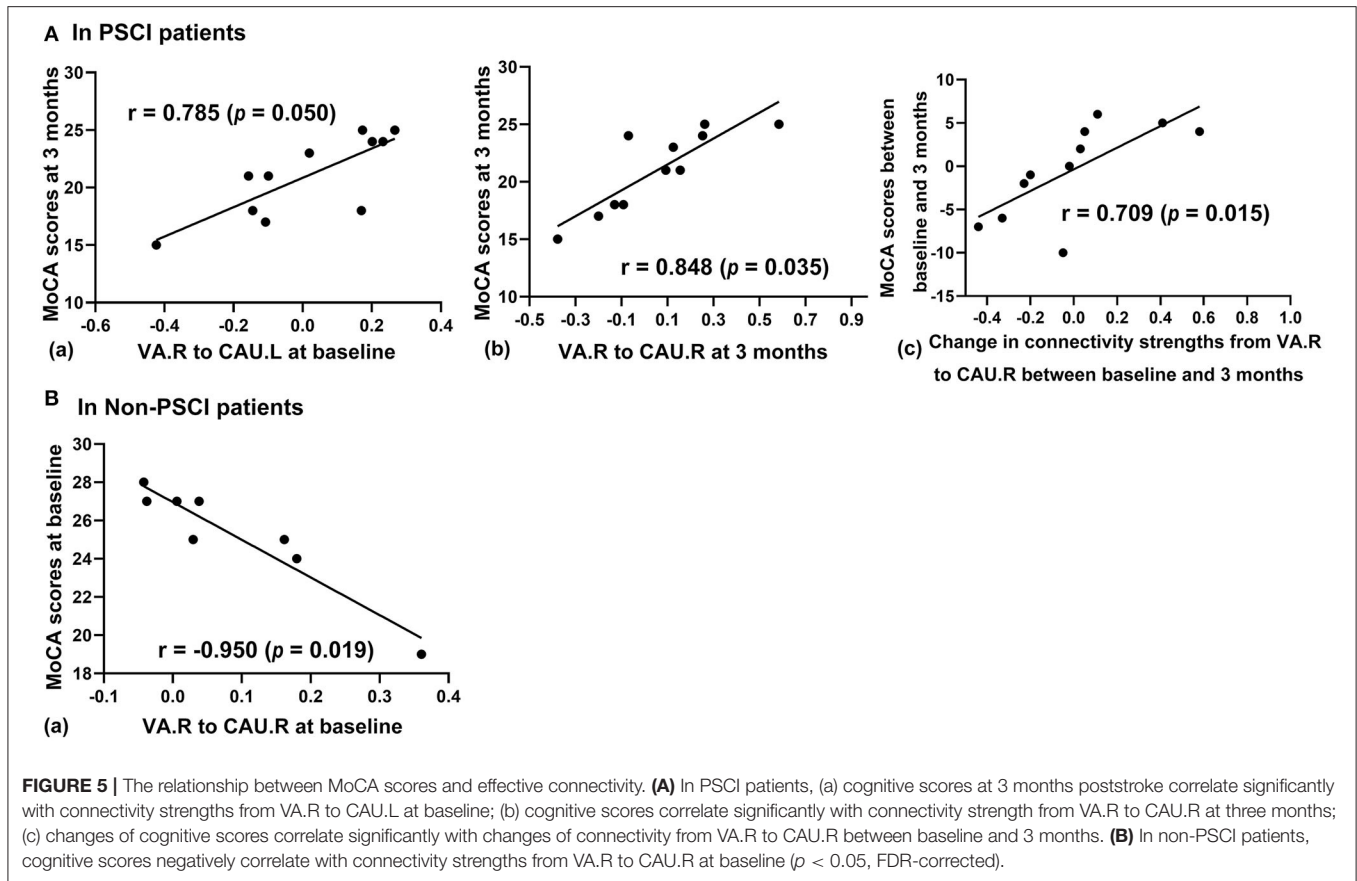 A In PSCI patients
MoCA scores at 3 months
30
25
20
15
10
r = 0.785 (p = 0.050)
-0.6 -0.4 -0.2 0.0 0.2 0.4
(a) VA.R to CAU.L at baseline
MoCA scores at 3 months
30
25
20
15
10
r = 0.848 (p = 0.035)
-0.5 -0.3 -0.1 0.1 0.3 0.5 0.7 0.9
(b) VA.R to CAU.R at 3 months
MoCA scores between
baseline and 3 months
10
5
0
-5
-10
-15
r = 0.709 (p = 0.015)
-0.4 -0.2 0.0 0.2 0.4 0.6 0.8 1.0
(c) Change in connectivity strengths from VA.R
to CAU.R between baseline and 3 months
B In Non-PSCI patients
MoCA scores at baseline
30
28
26
24
22
20
18
r = -0.950 (p = 0.019)
-0.1 0.0 0.1 0.2 0.3 0.4
(a) VA.R to CAU.R at baseline
FIGURE 5 | The relationship between MoCA scores and effective connectivity. (A) In PSCI patients, (a) cognitive scores at 3 months poststroke correlate significantly
with connectivity strengths from VA.R to CAU.L at baseline; (b) cognitive scores correlate significantly with connectivity strength from VA.R to CAU.R at three months;
(c) changes of cognitive scores correlate significantly with changes of connectivity from VA.R to CAU.R between baseline and 3 months. (B) In non-PSCI patients,
cognitive scores negatively correlate with connectivity strengths from VA.R to CAU.R at baseline (p < 0.05, FDR-corrected).